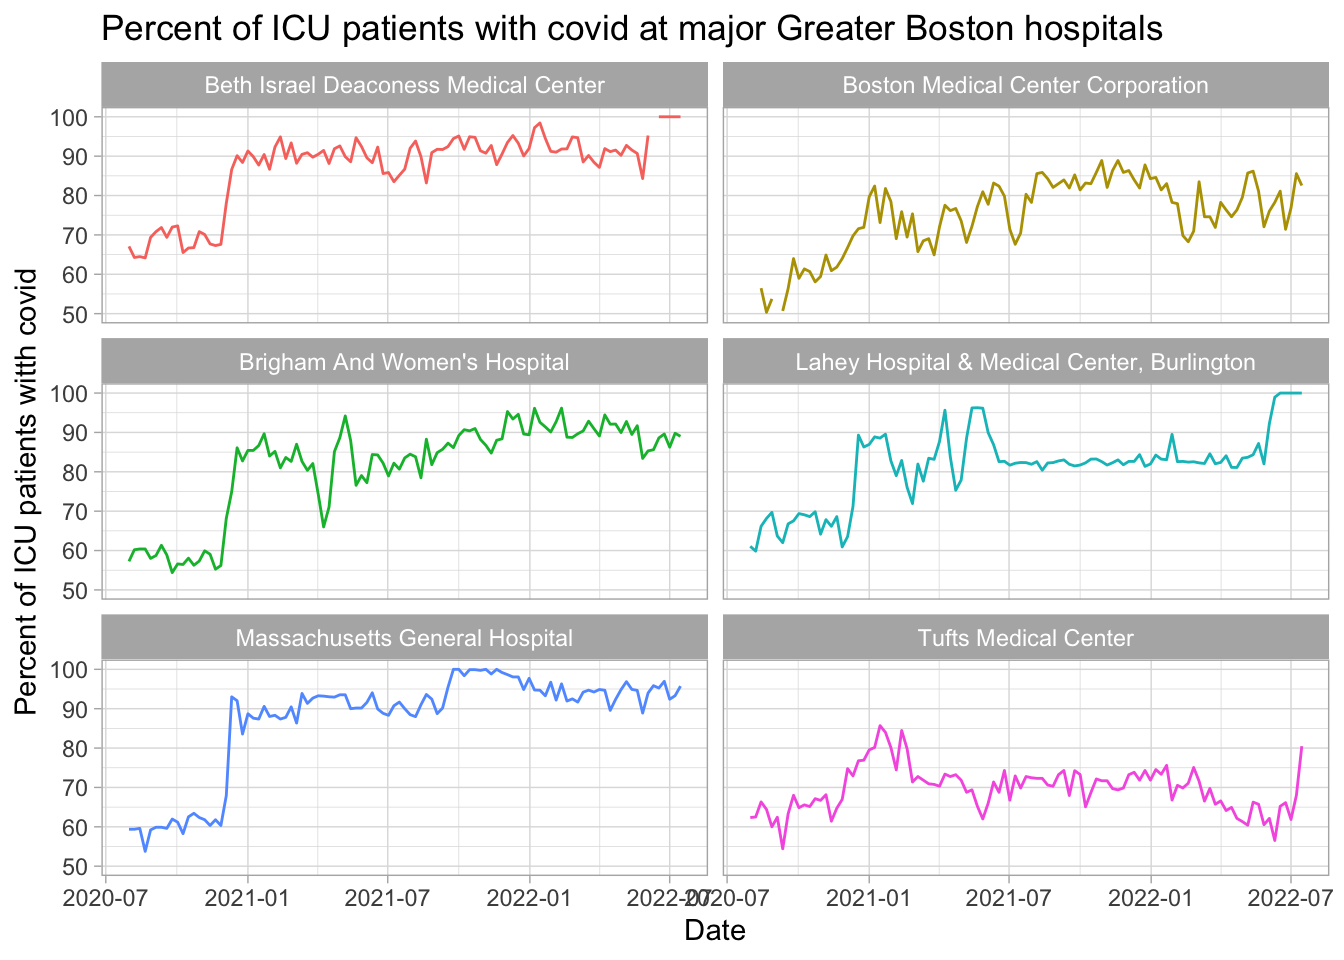 Percent of ICU patients with covid at major Greater Boston hospitals
Beth Israel Deaconess Medical Center
Boston Medical Center Corporation
100
90
80
70
60
50
Brigham And Women's Hospital
Lahey Hospital & Medical Center, Burlington
100
90
80
70
60
50
Massachusetts General Hospital
Tufts Medical Center
100
90
80
70
60
50
Percent of ICU patients witth covid
2020-07 2021-01 2021-07 2022-01 2022-07 2020-07 2021-01 2021-07 2022-01 2022-07
Date